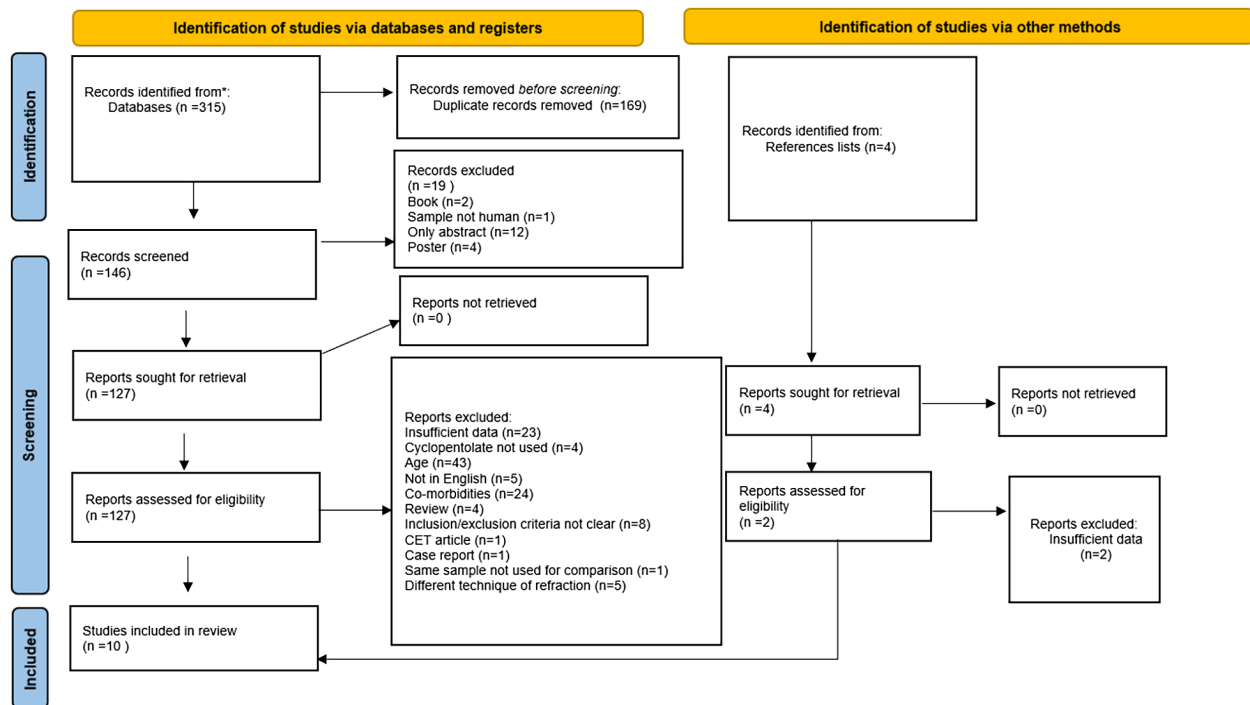 Identification of studies via databases and registers
Identification of studies via other methods
Identification
Records identified from*:
Databases (n =315)
Records removed before screening:
Duplicate records removed (n=169)
Records identified from:
References lists (n=4)
Records excluded
(n =19 )
Book (n=2)
Sample not human (n=1)
Only abstract (n=12)
Poster (n=4)
Screening
Records screened
(n =146)
Reports not retrieved
(n =0 )
Reports sought for retrieval
(n =127)
Reports sought for retrieval
(n =4)
Reports not retrieved
(n =0)
Reports excluded:
Insufficient data (n=23)
Cyclopentolate not used (n=4)
Age (n=43)
Not in English (n=5)
Co-morbidities (n=24)
Review (n=4)
Inclusion/exclusion criteria not clear (n=8)
CET article (n=1)
Case report (n=1)
Same sample not used for comparison (n=1)
Different technique of refraction (n=5)
Reports assessed for eligibility
(n =127)
Reports assessed for
eligibility
(n =2)
Reports excluded:
Insufficient data
(n=2)
Included
Studies included in review
(n =10 )